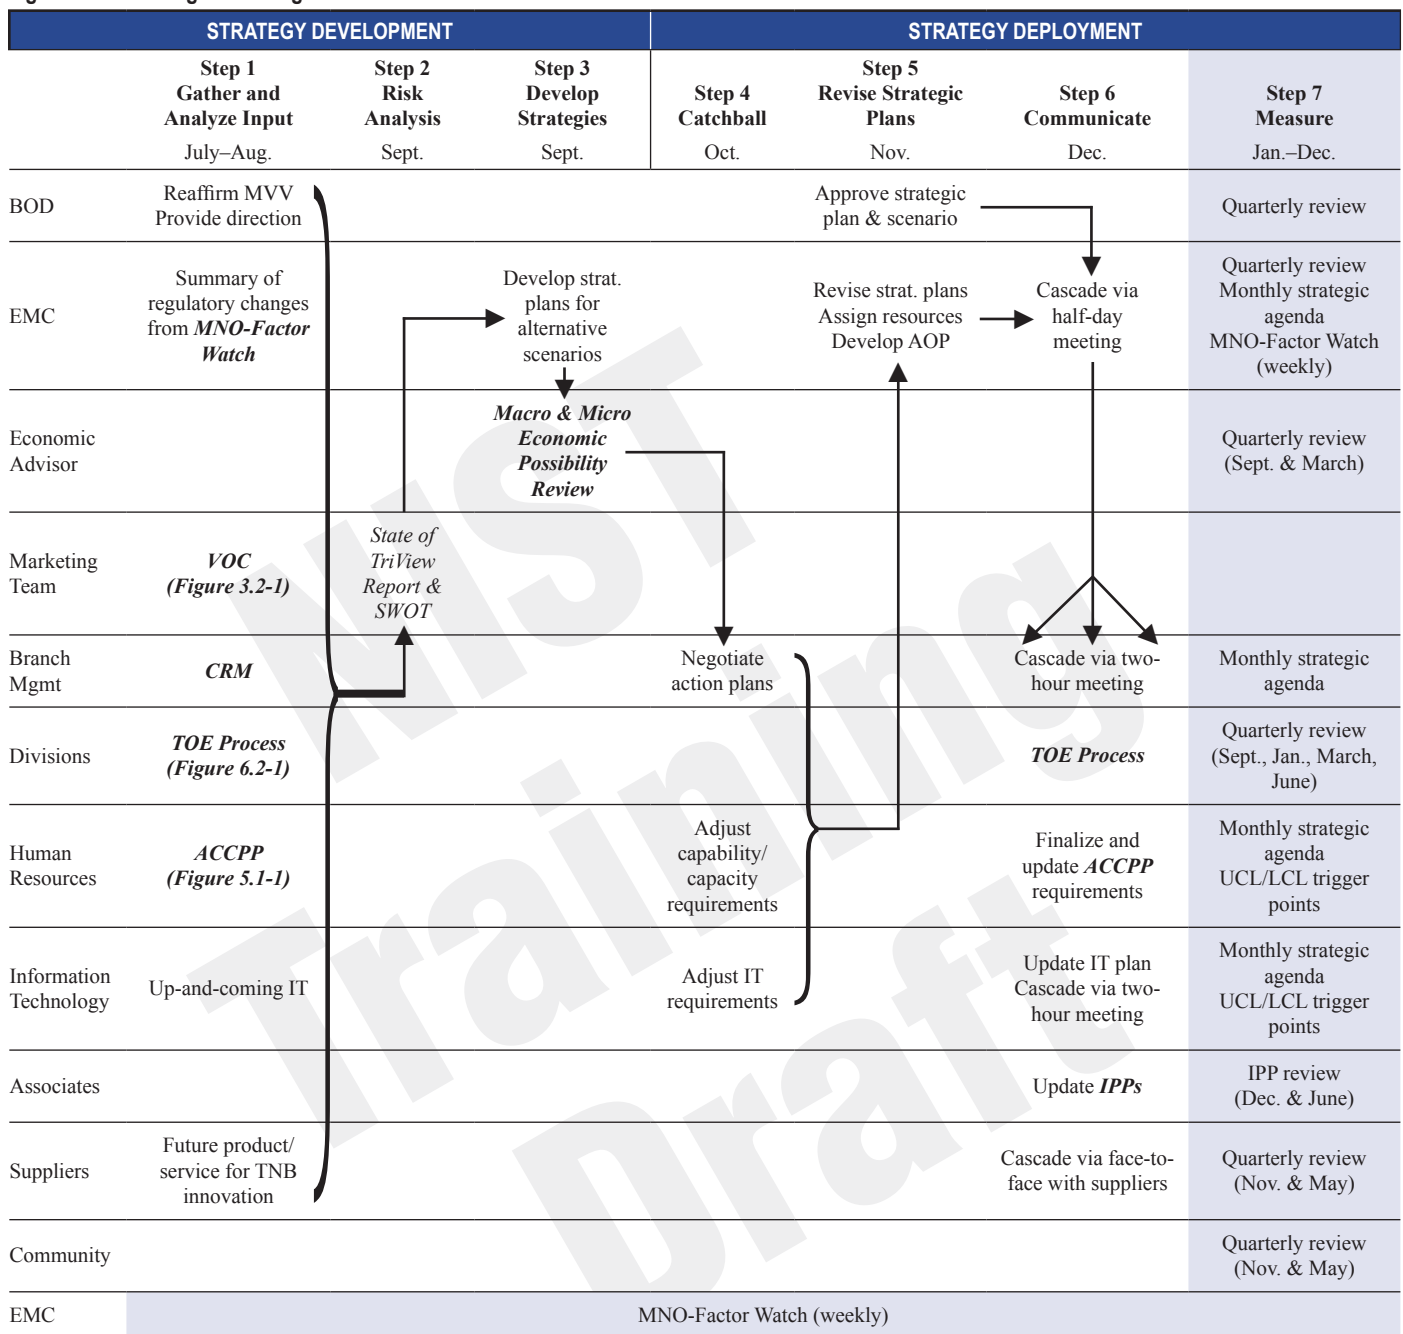 STRATEGY DEVELOPMENT
STRATEGY DEPLOYMENT
Step 1
Gather and
Analyze Input
July–Aug.
Step 2
Risk
Analysis
Sept.
Step 3
Develop
Strategies
Sept.
Step 4
Catchball
Oct.
Step 5
Revise Strategic
Plans
Nov.
Step 6
Communicate
Dec.
Step 7
Measure
Jan.–Dec.
BOD
Reaffirm MVV
Provide direction
Approve strategic
plan & scenario
Quarterly review
EMC
Summary of
regulatory changes
from MNO-Factor
Watch
Develop strat.
plans for
alternative
scenarios
Revise strat. plans
Assign resources
Develop AOP
Cascade via
half-day
meeting
Quarterly review
Monthly strategic
agenda
MNO-Factor Watch
(weekly)
Economic
Advisor
Macro & Micro
Economic
Possibility
Review
Quarterly review
(Sept. & March)
Marketing
Team
VOC
(Figure 3.2-1)
State of
TriView
Report &
SWOT
Branch
Mgmt
CRM
Negotiate
action plans
Cascade via two-
hour meeting
Monthly strategic
agenda
Divisions
TOE Process
(Figure 6.2-1)
TOE Process
Quarterly review
(Sept., Jan., March,
June)
Human
Resources
ACCPP
(Figure 5.1-1)
Adjust
capability/
capacity
requirements
Finalize and
update ACCPP
requirements
Monthly strategic
agenda
UCL/LCL trigger
points
Information
Technology
Up-and-coming IT
Adjust IT
requirements
Update IT plan
Cascade via two-
hour meeting
Monthly strategic
agenda
UCL/LCL trigger
points
Associates
Update IPPs
IPP review
(Dec. & June)
Suppliers
Future product/
service for TNB
innovation
Cascade via face-to-
face with suppliers
Quarterly review
(Nov. & May)
Community
Quarterly review
(Nov. & May)
EMC
MNO-Factor Watch (weekly)
NIST
Training
Draft